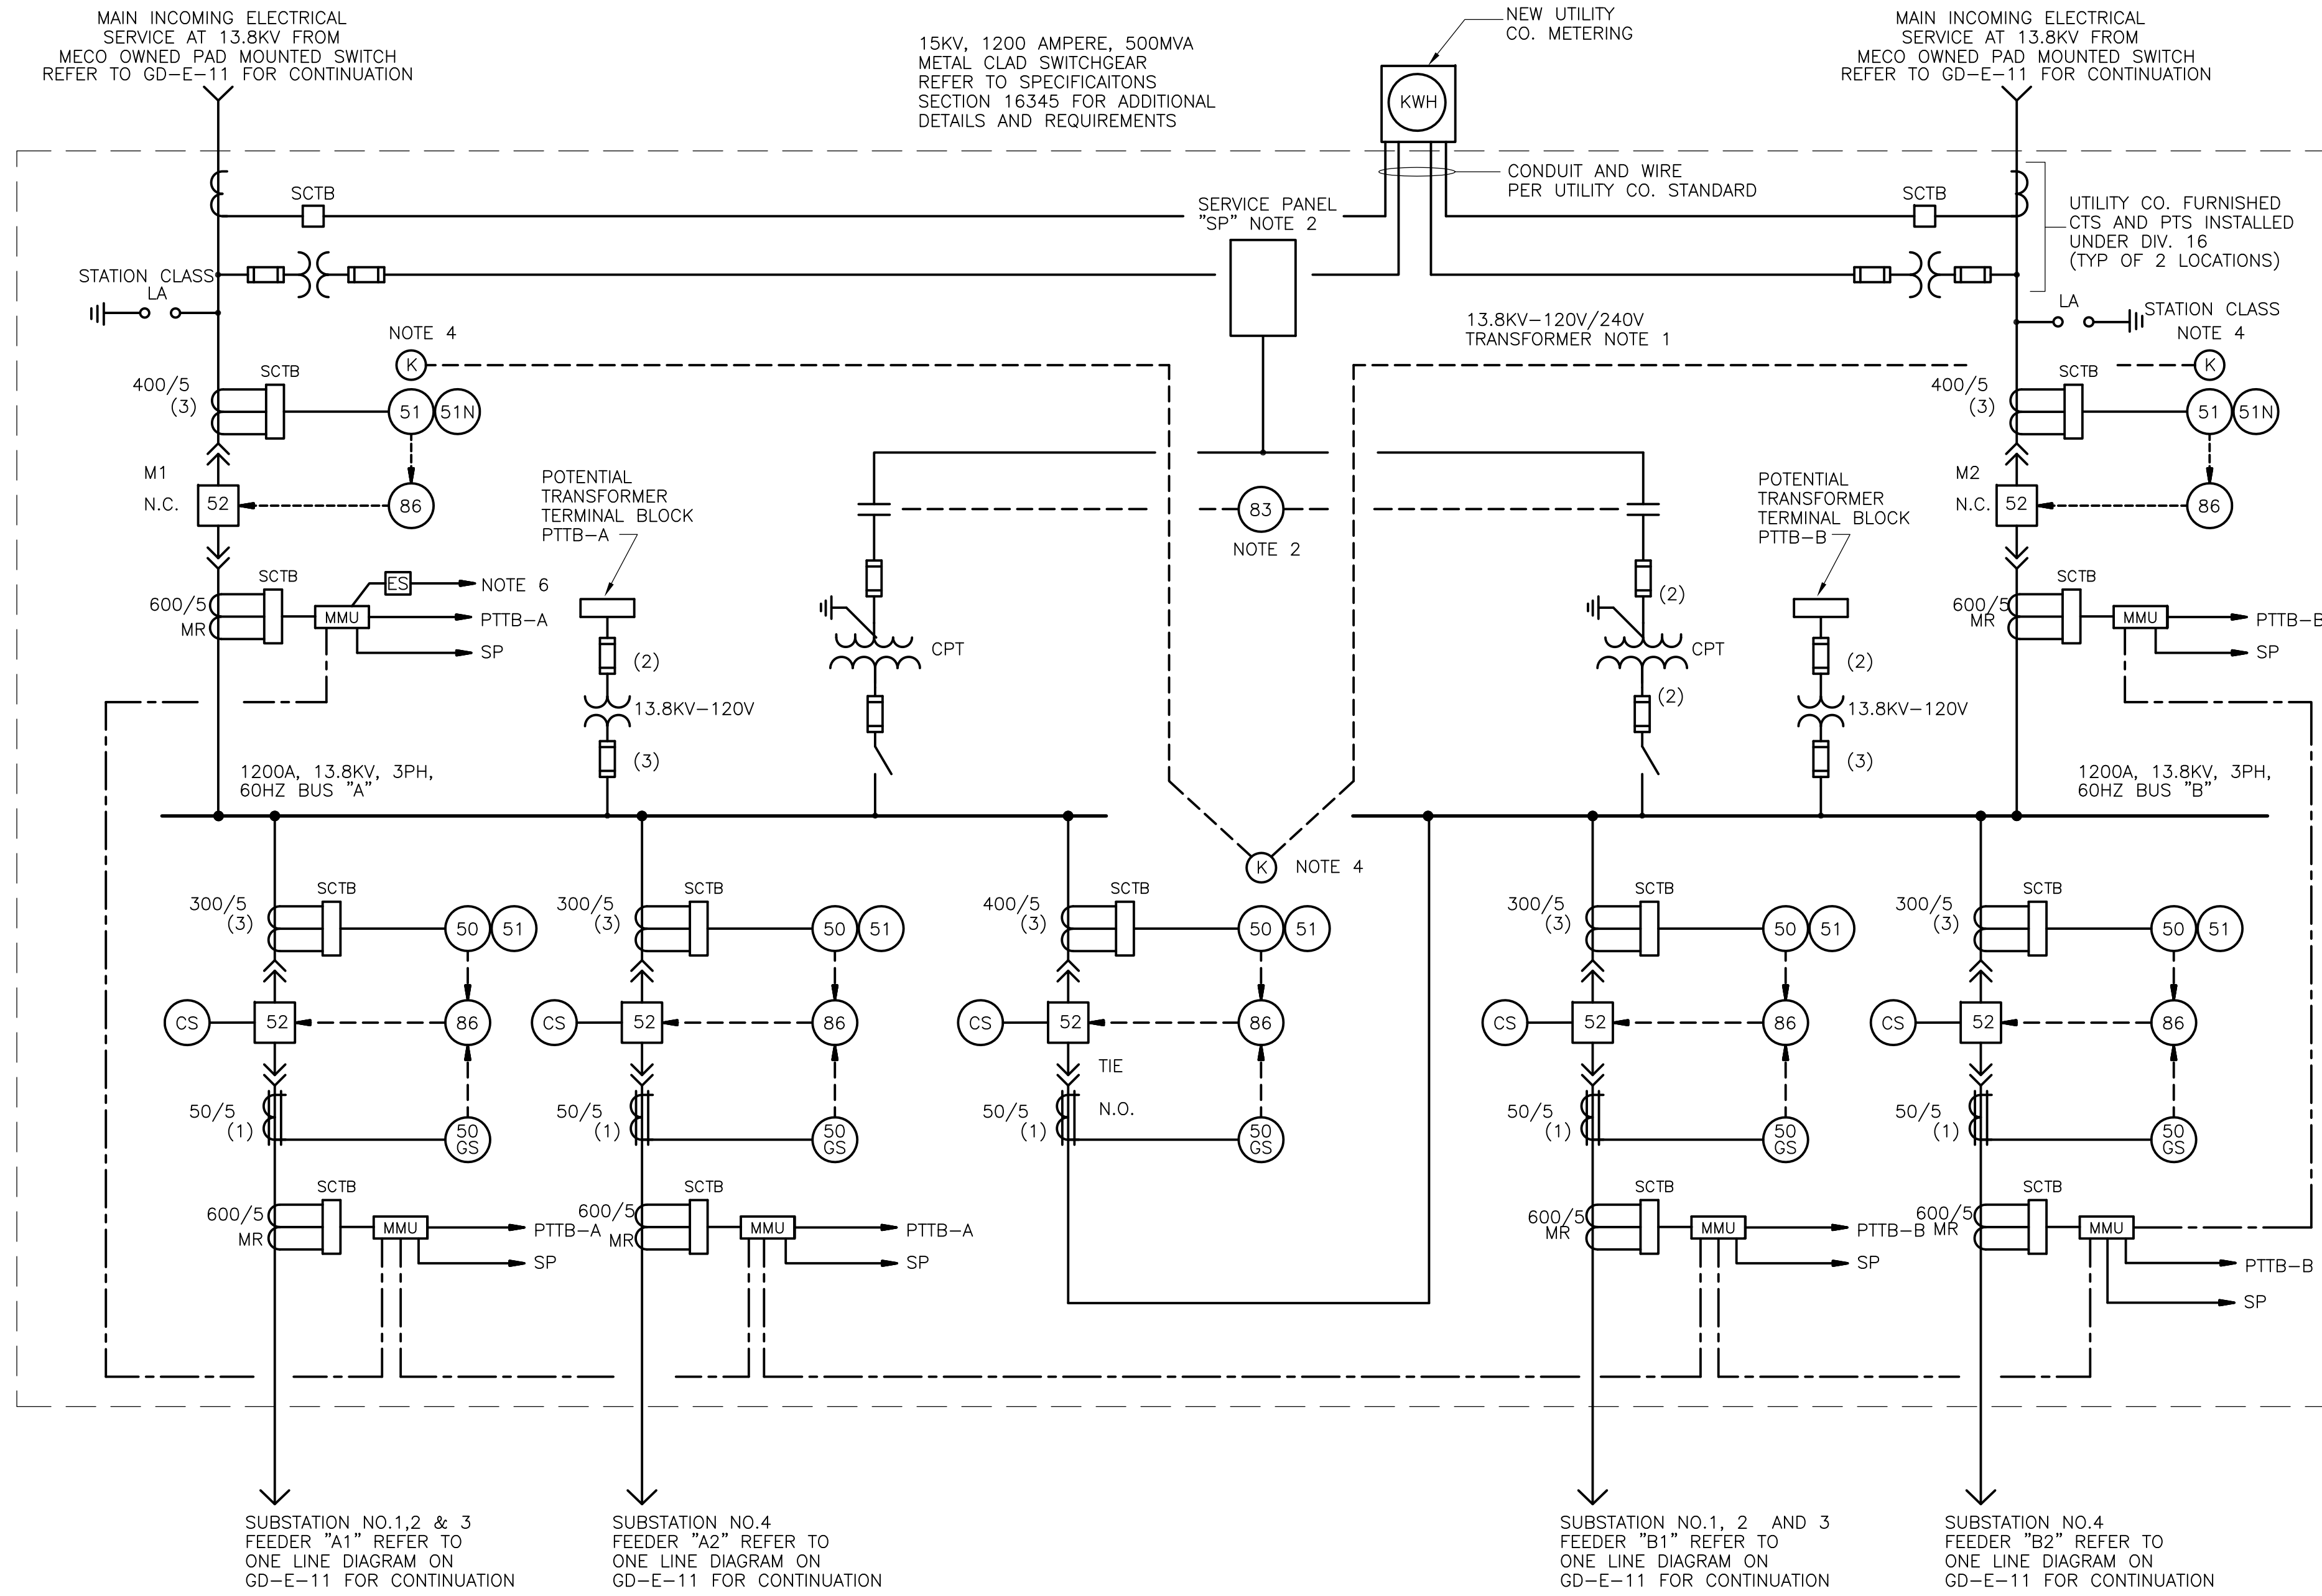 MAIN INCOMING ELECTRICAL
SERVICE AT 13.8KV FROM
MECO OWNED PAD MOUNTED SWITCH
REFER TO GD-E-11 FOR CONTINUATION
15KV, 1200 AMPERE, 500MVA
METAL CLAD SWITCHGEAR
REFER TO SPECIFICAITONS
SECTION 16345 FOR ADDITIONAL
DETAILS AND REQUIREMENTS
NEW UTILITY
CO. METERING
KWH
MAIN INCOMING ELECTRICAL
SERVICE AT 13.8KV FROM
MECO OWNED PAD MOUNTED SWITCH
REFER TO GD-E-11 FOR CONTINUATION
CONDUIT AND WIRE
PER UTILITY CO. STANDARD
SCTB
SERVICE PANEL
"SP" NOTE 2
SCTB
UTILITY CO. FURNISHED
CTS AND PTS INSTALLED
UNDER DIV. 16
(TYP OF 2 LOCATIONS)
STATION CLASS
LA
LA
STATION CLASS
NOTE 4
13.8KV-120V/240V
TRANSFORMER NOTE 1
NOTE 4
K
K
400/5
(3)
SCTB
51
51N
400/5
(3)
SCTB
51
51N
M1
N.C.
52
86
POTENTIAL
TRANSFORMER
TERMINAL BLOCK
PTTB-A
83
NOTE 2
POTENTIAL
TRANSFORMER
TERMINAL BLOCK
PTTB-B
M2
N.C.
52
86
600/5
MR
SCTB
MMU
ES
NOTE 6
PTTB-A
SP
(2)
13.8KV-120V
(3)
CPT
(2)
CPT
(2)
(2)
13.8KV-120V
(3)
600/5
MR
SCTB
MMU
PTTB-B
SP
1200A, 13.8KV, 3PH,
60HZ BUS "A"
1200A, 13.8KV, 3PH,
60HZ BUS "B"
K
NOTE 4
300/5
(3)
SCTB
50
51
300/5
(3)
SCTB
50
51
400/5
(3)
SCTB
50
51
300/5
(3)
SCTB
50
51
300/5
(3)
SCTB
50
51
CS
52
86
CS
52
86
CS
52
86
CS
52
86
CS
52
86
TIE
N.O.
50/5
(1)
50
GS
50/5
(1)
50
GS
50/5
(1)
50
GS
50/5
(1)
50
GS
50/5
(1)
50
GS
600/5
MR
SCTB
MMU
PTTB-A
SP
600/5
MR
SCTB
MMU
PTTB-A
SP
600/5
MR
SCTB
MMU
PTTB-B
SP
600/5
MR
SCTB
MMU
PTTB-B
SP
SUBSTATION NO.1,2 & 3
FEEDER "A1" REFER TO
ONE LINE DIAGRAM ON
GD-E-11 FOR CONTINUATION
SUBSTATION NO.4
FEEDER "A2" REFER TO
ONE LINE DIAGRAM ON
GD-E-11 FOR CONTINUATION
SUBSTATION NO.1, 2 AND 3
FEEDER "B1" REFER TO
ONE LINE DIAGRAM ON
GD-E-11 FOR CONTINUATION
SUBSTATION NO.4
FEEDER "B2" REFER TO
ONE LINE DIAGRAM ON
GD-E-11 FOR CONTINUATION